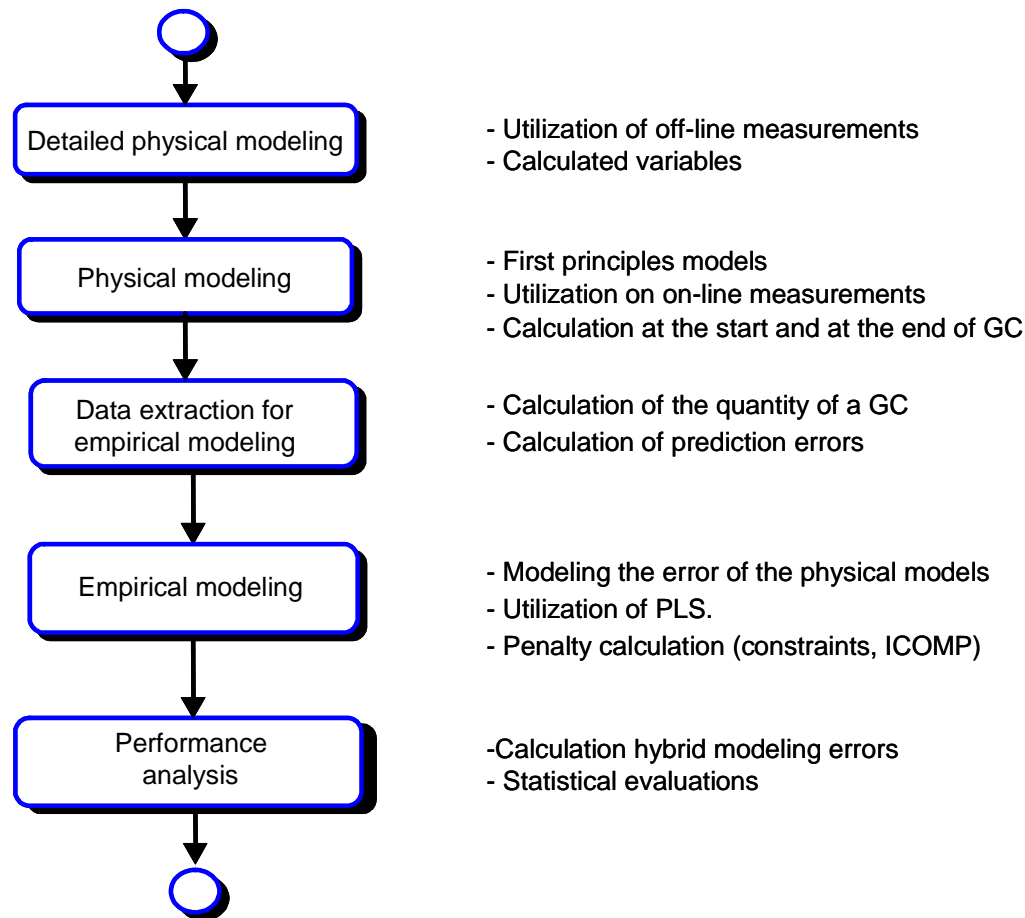 Detailed physical modeling
- Utilization of off-line measurements
- Calculated variables
Physical modeling
- First principles models
- Utilization on on-line measurements
- Calculation at the start and at the end of GC
Data extraction for
empirical modeling
- Calculation of the quantity of a GC
- Calculation of prediction errors
Empirical modeling
- Modeling the error of the physical models
- Utilization of PLS.
- Penalty calculation (constraints, ICOMP)
Performance
analysis
-Calculation hybrid modeling errors
- Statistical evaluations